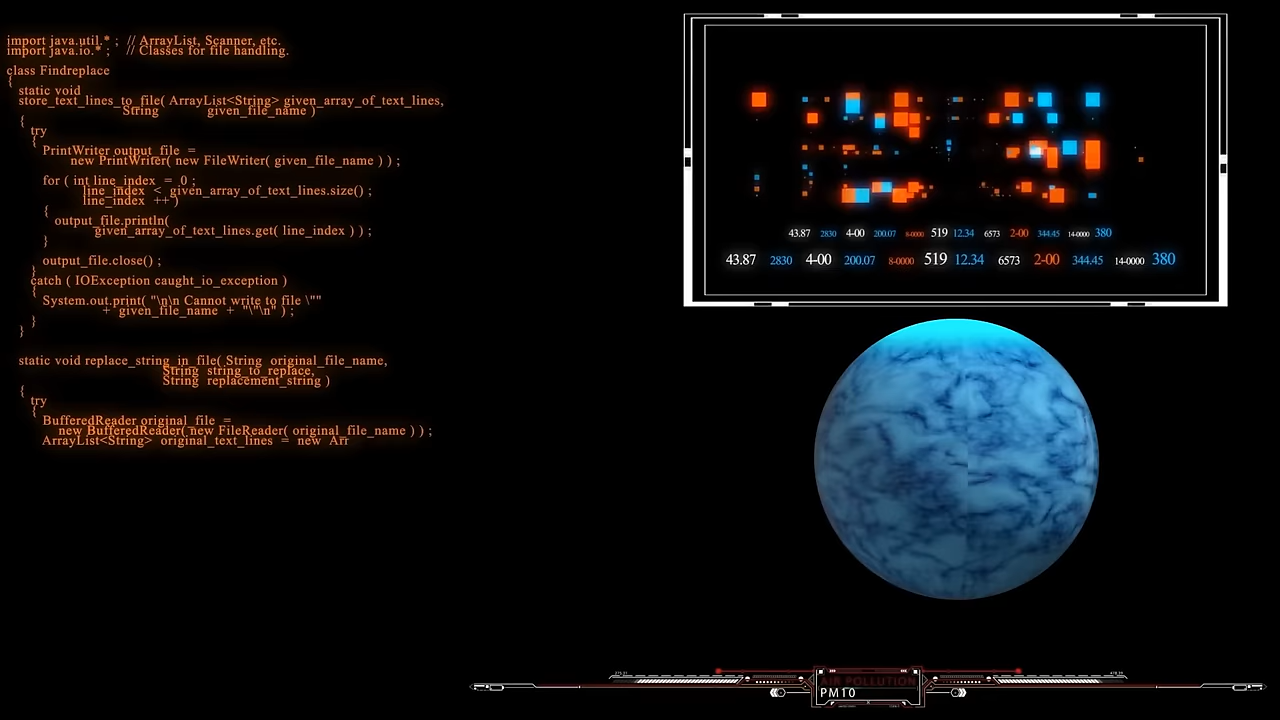 import java.util.* ;  // ArrayList, Scanner, etc.
import java.io.* ;    // Classes for file handling.
class Findreplace
{
static void
store_text_lines_to_file( ArrayList<String> given_array_of_text_lines,
String given_file_name )
{
try
{
PrintWriter output_file =
new PrintWriter( new FileWriter( given_file_name ) ) ;
for ( int line_index = 0 ;
line_index < given_array_of_text_lines.size() ;
line_index ++ )
{
output_file.println(
given_array_of_text_lines.get( line_index ) ) ;
}
output_file.close() ;
}
catch ( IOException caught_io_exception )
{
System.out.print( "\n\n Cannot write to file \""
+ given_file_name + "\"\n" ) ;
}
}
static void replace_string_in_file( String original_file_name,
String string_to_replace,
String replacement_string )
{
try
{
BufferedReader original_file =
new BufferedReader( new FileReader( original_file_name ) ) ;
ArrayList<String> original_text_lines = new Arr
43.87 2830 4-00 200.07 8-0000 519 12.34 6573 2-00 344.45 14-0000 380
43.87 2830 4-00 200.07 8-0000 519 12.34 6573 2-00 344.45 14-0000 380
AIR POLLUTION
PM10